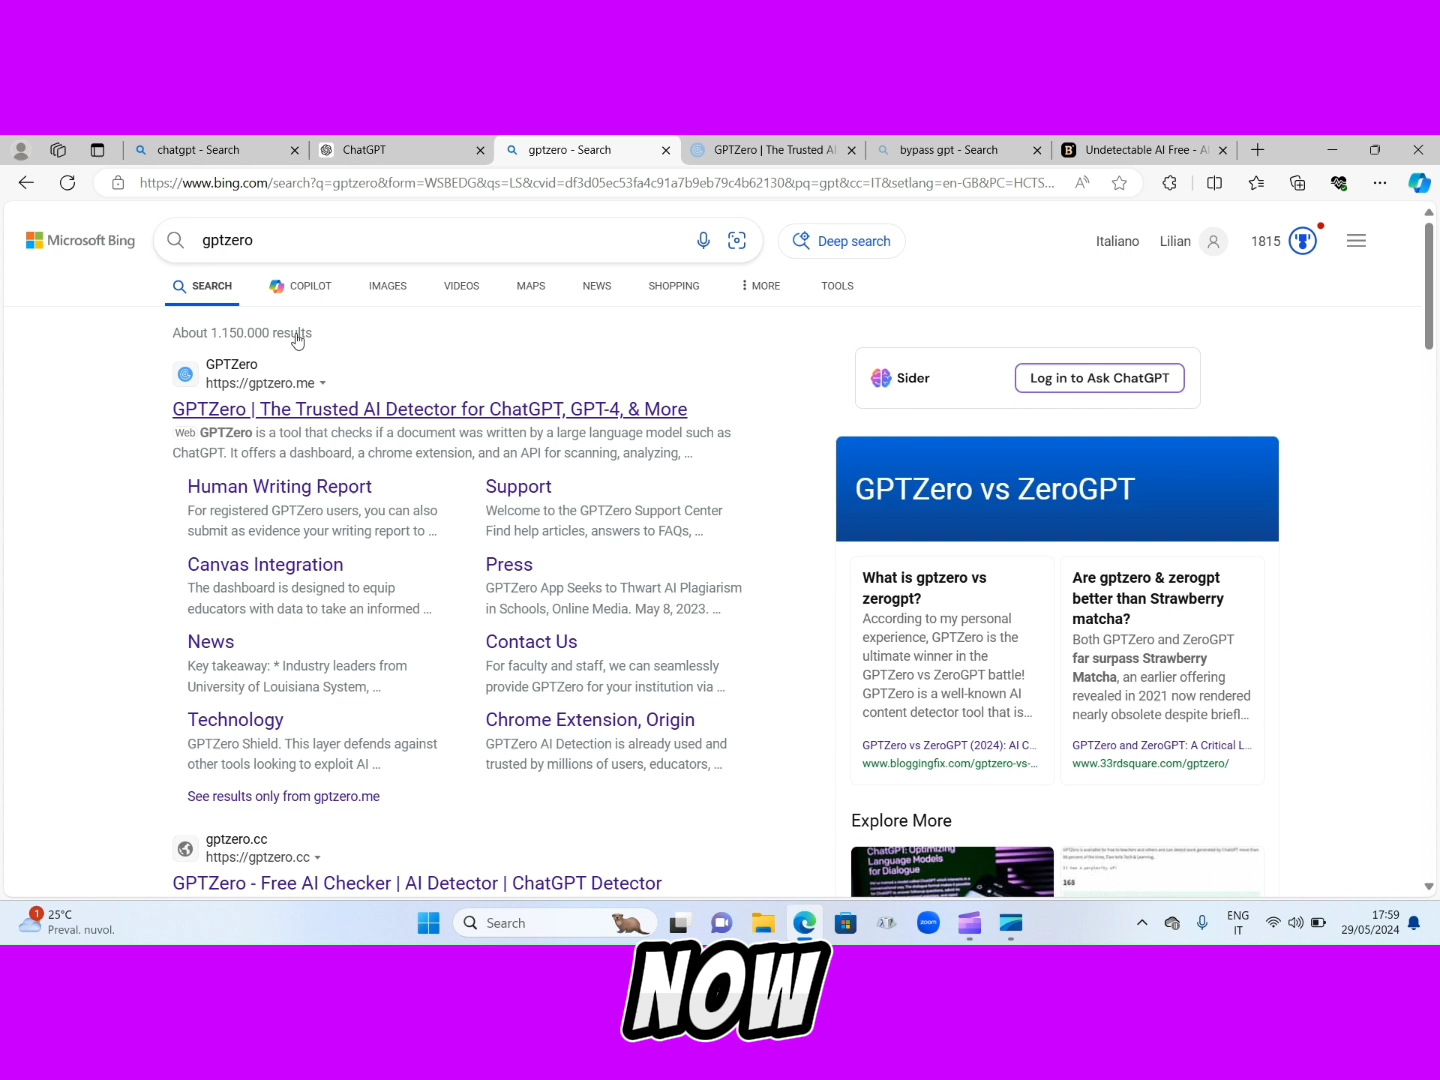 chatgpt - Search
ChatGPT
gptzero - Search
GPTZero | The Trusted AI
bypass gpt - Search
Undetectable AI Free - AI
https://www.bing.com/search?q=gptzero&form=WSBEDG&qs=LS&cvid=df3d05ec53fa4c91a7b9eb79c4b62130&pq=gpt&cc=IT&setlang=en-GB&PC=HCTS...
Microsoft Bing
gptzero
Deep search
Italiano
Lilian
1815
SEARCH
COPILOT
IMAGES
VIDEOS
MAPS
NEWS
SHOPPING
MORE
TOOLS
About 1.150.000 results
GPTZero
https://gptzero.me
GPTZero | The Trusted AI Detector for ChatGPT, GPT-4, & More
Web GPTZero is a tool that checks if a document was written by a large language model such as
ChatGPT. It offers a dashboard, a chrome extension, and an API for scanning, analyzing, ...
Human Writing Report
For registered GPTZero users, you can also
submit as evidence your writing report to ...
Support
Welcome to the GPTZero Support Center
Find help articles, answers to FAQs, ...
Canvas Integration
The dashboard is designed to equip
educators with data to take an informed ...
Press
GPTZero App Seeks to Thwart AI Plagiarism
in Schools, Online Media. May 8, 2023. ...
News
Key takeaway: * Industry leaders from
University of Louisiana System, ...
Contact Us
For faculty and staff, we can seamlessly
provide GPTZero for your institution via ...
Technology
GPTZero Shield. This layer defends against
other tools looking to exploit AI ...
Chrome Extension, Origin
GPTZero AI Detection is already used and
trusted by millions of users, educators, ...
See results only from gptzero.me
gptzero.cc
https://gptzero.cc
GPTZero - Free AI Checker | AI Detector | ChatGPT Detector
Sider
Log in to Ask ChatGPT
GPTZero vs ZeroGPT
What is gptzero vs
zerogpt?
According to my personal
experience, GPTZero is the
ultimate winner in the
GPTZero vs ZeroGPT battle!
GPTZero is a well-known AI
content detector tool that is...
GPTZero vs ZeroGPT (2024): AI C...
www.bloggingfix.com/gptzero-vs-...
Are gptzero & zerogpt
better than Strawberry
matcha?
Both GPTZero and ZeroGPT
far surpass Strawberry
Matcha, an earlier offering
revealed in 2021 now rendered
nearly obsolete despite briefl...
GPTZero and ZeroGPT: A Critical L...
www.33rdsquare.com/gptzero/
Explore More
ChatGPT: Optimizing
Language Models
for Dialogue
1
25°C
Preval. nuvol.
Search
zoom
ENG
IT
17:59
29/05/2024
NOW